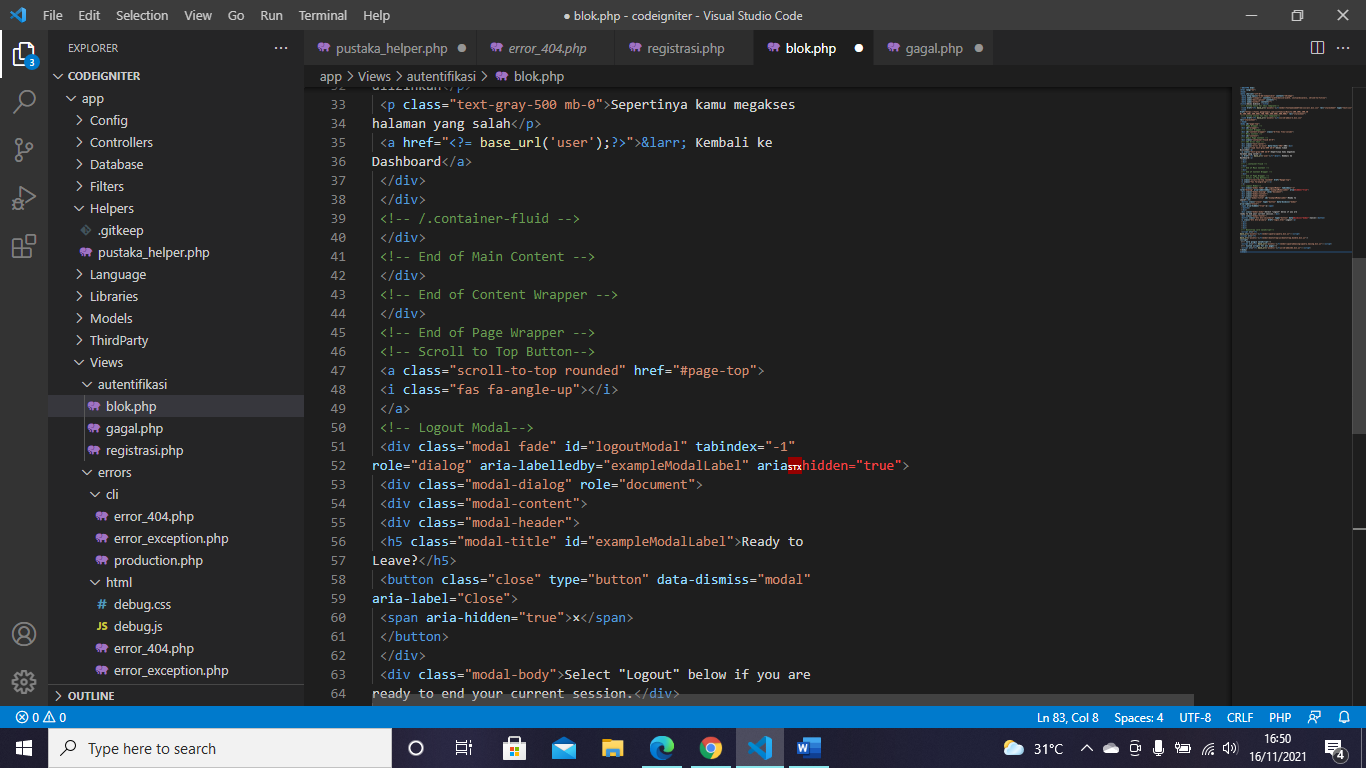 File Edit Selection View Go Run Terminal Help
● blok.php - codeigniter - Visual Studio Code
EXPLORER
CODEIGNITER
app
Config
Controllers
Database
Filters
Helpers
.gitkeep
pustaka_helper.php
Language
Libraries
Models
ThirdParty
Views
autentifikasi
blok.php
gagal.php
registrasi.php
errors
cli
error_404.php
error_exception.php
production.php
html
debug.css
JS debug.js
error_404.php
error_exception.php
OUTLINE
3
pustaka_helper.php error_404.php registrasi.php blok.php gagal.php
app > Views > autentifikasi > blok.php
33 <p class="text-gray-500 mb-0">Sepertinya kamu megakses
34 halaman yang salah</p>
35 <a href="<?= base_url('user');?>">&larr; Kembali ke
36 Dashboard</a>
37 </div>
38 </div>
39 <!-- /.container-fluid -->
40 </div>
41 <!-- End of Main Content -->
42 </div>
43 <!-- End of Content Wrapper -->
44 </div>
45 <!-- End of Page Wrapper -->
46 <!-- Scroll to Top Button-->
47 <a class="scroll-to-top rounded" href="#page-top">
48 <i class="fas fa-angle-up"></i>
49 </a>
50 <!-- Logout Modal-->
51 <div class="modal fade" id="logoutModal" tabindex="-1"
52 role="dialog" aria-labelledby="exampleModalLabel" ariaSTXhidden="true">
53 <div class="modal-dialog" role="document">
54 <div class="modal-content">
55 <div class="modal-header">
56 <h5 class="modal-title" id="exampleModalLabel">Ready to
57 Leave?</h5>
58 <button class="close" type="button" data-dismiss="modal"
59 aria-label="Close">
60 <span aria-hidden="true">×</span>
61 </button>
62 </div>
63 <div class="modal-body">Select "Logout" below if you are
64 ready to end your current session.</div>
0 0
Ln 83, Col 8 Spaces: 4 UTF-8 CRLF PHP
Type here to search
31°C
16:50
16/11/2021
4